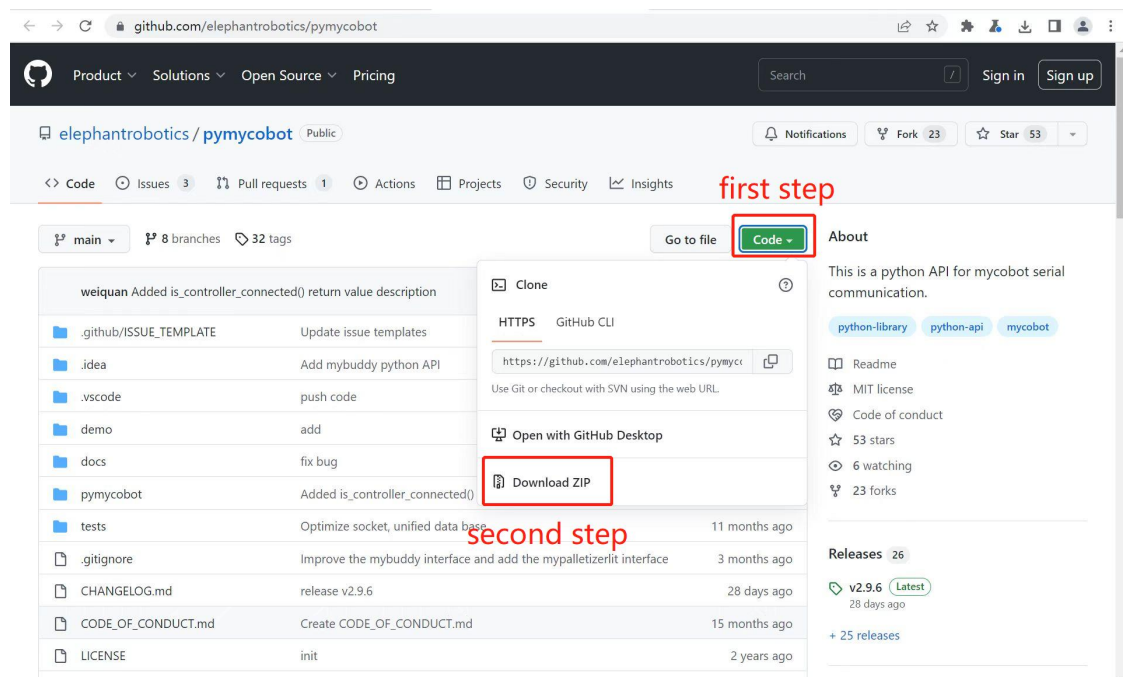 github.com/elephantrobotics/pymycobot
Product Solutions Open Source Pricing Search / Sign in Sign up
elephantrobotics / pymycobot Public Notifications Fork 23 Star 53
Code Issues 3 Pull requests 1 Actions Projects Security Insights
first step
main 8 branches 32 tags Go to file Code
About
This is a python API for mycobot serial
communication.
python-library python-api mycobot
Readme
MIT license
Code of conduct
53 stars
6 watching
23 forks
Releases 26
v2.9.6 Latest
28 days ago
+ 25 releases
Clone
HTTPS GitHub CLI
https://github.com/elephantrobotics/pymyco
Use Git or checkout with SVN using the web URL.
Open with GitHub Desktop
Download ZIP
second step
weiquan Added is_controller_connected() return value description
.github/ISSUE_TEMPLATE Update issue templates
.idea Add mybuddy python API
.vscode push code
demo add
docs fix bug
pymycobot Added is_controller_connected()
tests Optimize socket, unified data base 11 months ago
.gitignore Improve the mybuddy interface and add the mypalletizerlit interface 3 months ago
CHANGELOG.md release v2.9.6 28 days ago
CODE_OF_CONDUCT.md Create CODE_OF_CONDUCT.md 15 months ago
LICENSE init 2 years ago